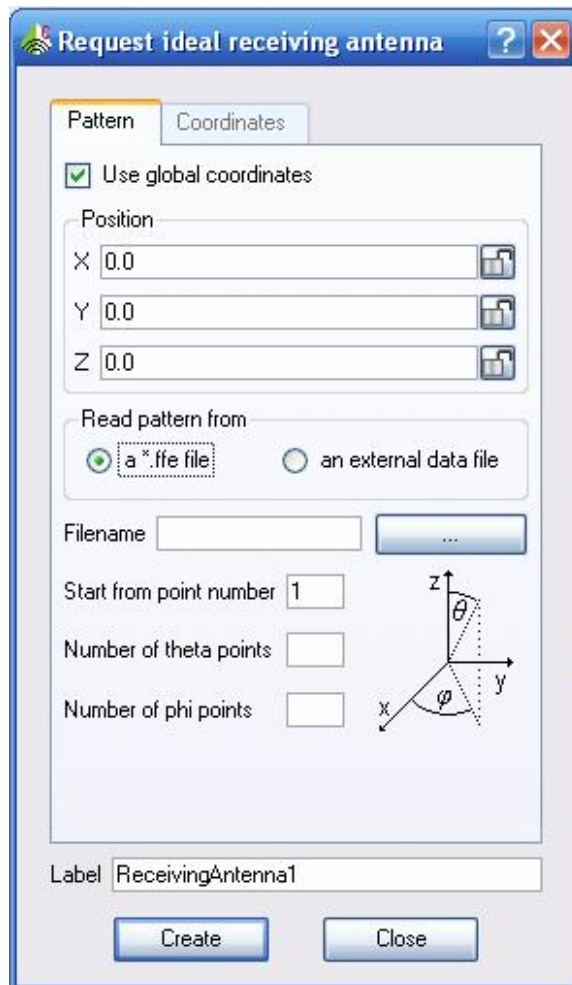 Request ideal receiving antenna ?
Pattern Coordinates
Use global coordinates
Position
X 0.0
Y 0.0
Z 0.0
Read pattern from
a *.ffe file an external data file
Filename ...
Start from point number 1
Number of theta points
Number of phi points
z
θ
y
x
φ
Label ReceivingAntenna1
Create Close